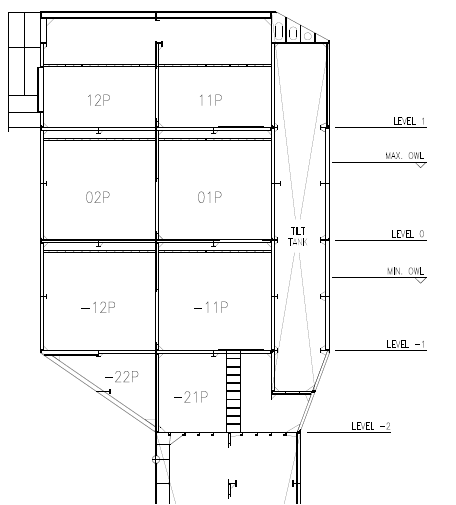 12P 11P
LEVEL 1
MAX. OWL
02P 01P
TILT
TANK
LEVEL 0
MIN. OWL
-12P -11P
LEVEL -1
-22P
-21P
LEVEL -2